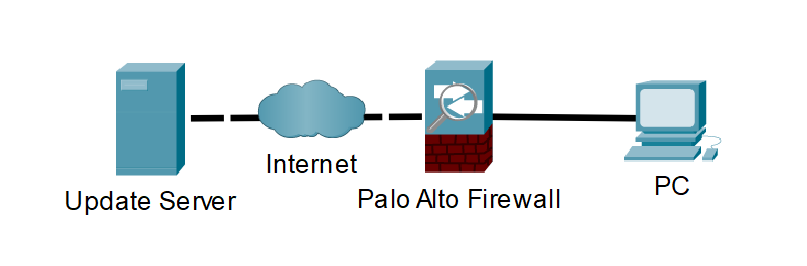 Internet
Update Server
Palo Alto Firewall
PC